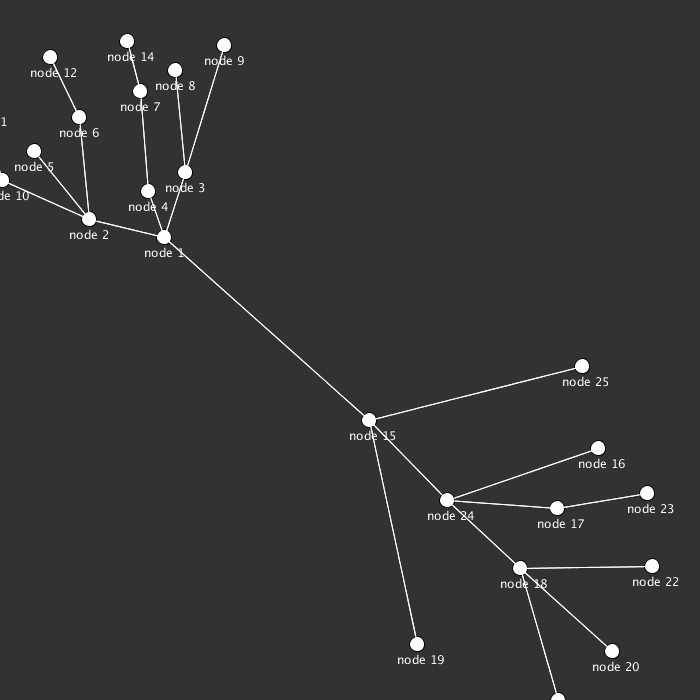 node 14
node 9
node 12
node 8
node 7
1
node 6
node 5
node 3
de 10
node 4
node 2
node 1
node 25
node 15
node 16
node 23
node 24
node 17
node 22
node 18
node 19
node 20